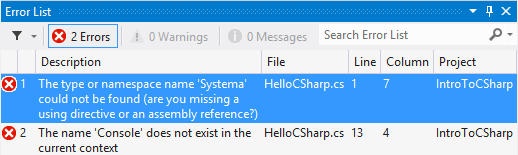 Error List
2 Errors
0 Warnings
0 Messages
Search Error List
Description File Line Column Project
1 The type or namespace name 'Systema' HelloCSharp.cs 1 7 IntroToCSharp
could not be found (are you missing a
using directive or an assembly reference?)
2 The name 'Console' does not exist in the HelloCSharp.cs 13 4 IntroToCSharp
current context